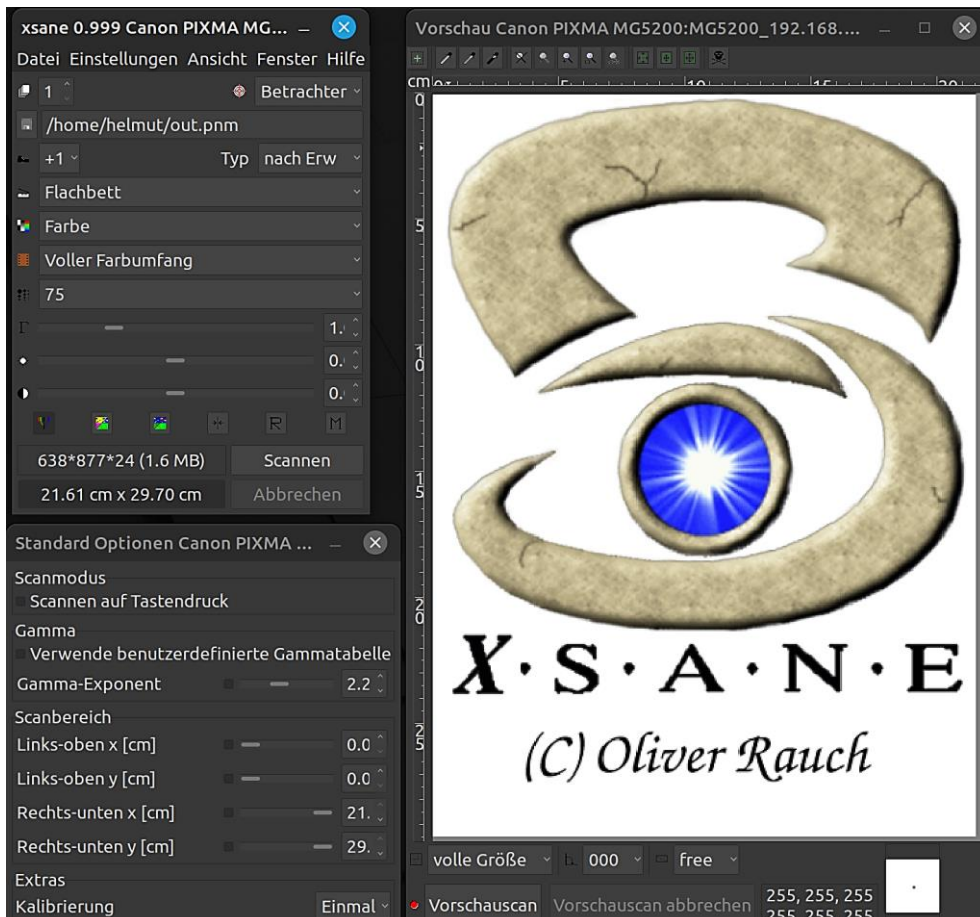 xsane 0.999 Canon PIXMA MG...
Datei Einstellungen Ansicht Fenster Hilfe
1
Betrachter
/home/helmut/out.pnm
+1
Typ
nach Erw
Flachbett
Farbe
Voller Farbumfang
75
1.
0.
0.
R
M
638*877*24 (1.6 MB)
Scannen
21.61 cm x 29.70 cm
Abbrechen
Standard Optionen Canon PIXMA ...
Scanmodus
Scannen auf Tastendruck
Gamma
Verwende benutzerdefinierte Gammatabelle
Gamma-Exponent
2.2
Scanbereich
Links-oben x [cm]
0.0
Links-oben y [cm]
0.0
Rechts-unten x [cm]
21.
Rechts-unten y [cm]
29.
Extras
Kalibrierung
Einmal
Vorschau Canon PIXMA MG5200:MG5200_192.168....
cm 0 5 10 15 20
0
5
10
15
20
25
X·S·A·N·E
(C) Oliver Rauch
volle Größe
000
free
Vorschauscan
Vorschauscan abbrechen
255, 255, 255
255, 255, 255